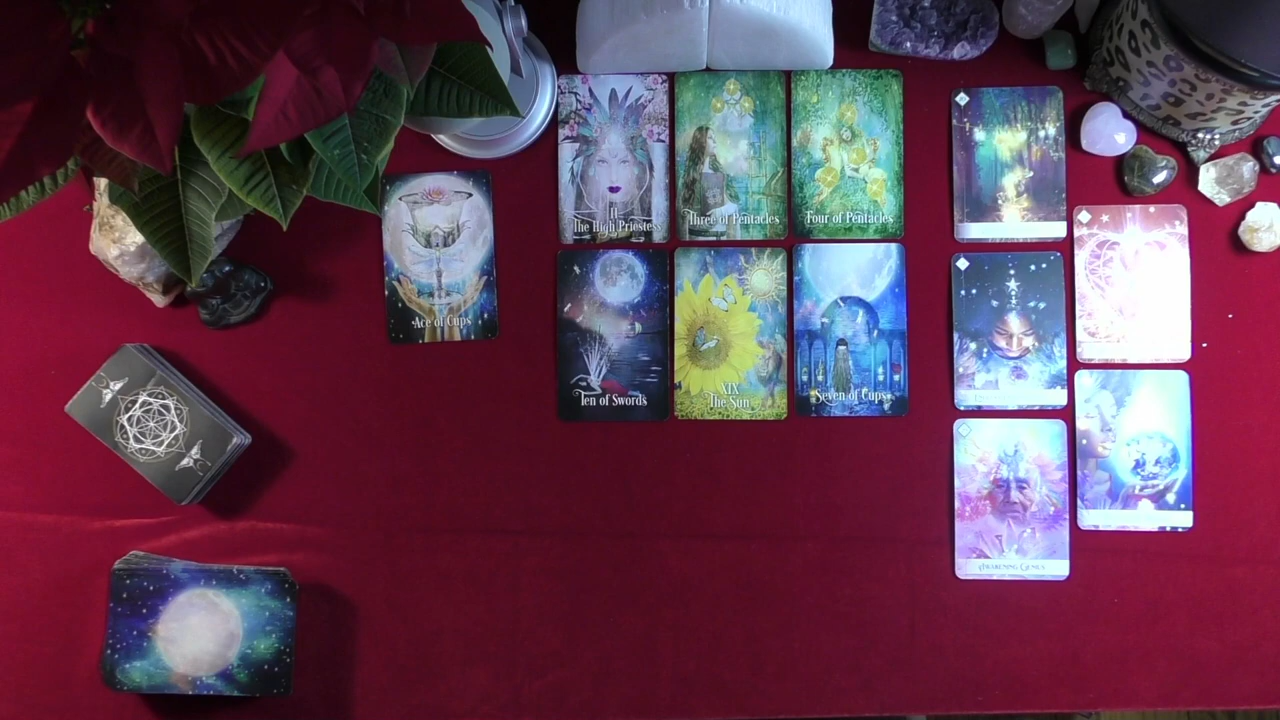 II
The High Priestess
Three of Pentacles
Four of Pentacles
Ace of Cups
Ten of Swords
XIX
The Sun
Seven of Cups
Awakening Genius